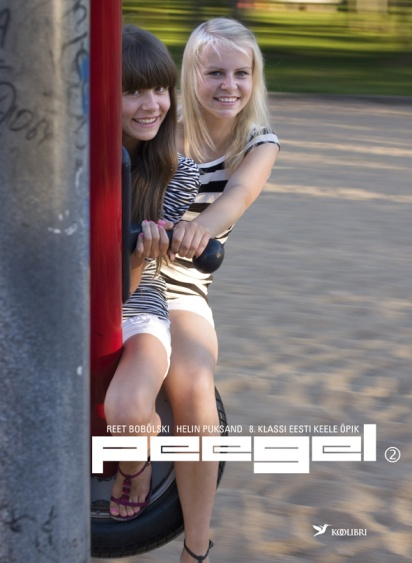 REET BOBÕLSKI HELIN PUKSAND 8. KLASSI EESTI KEELE ÕPIK
peegel 2
KOOLIBRI